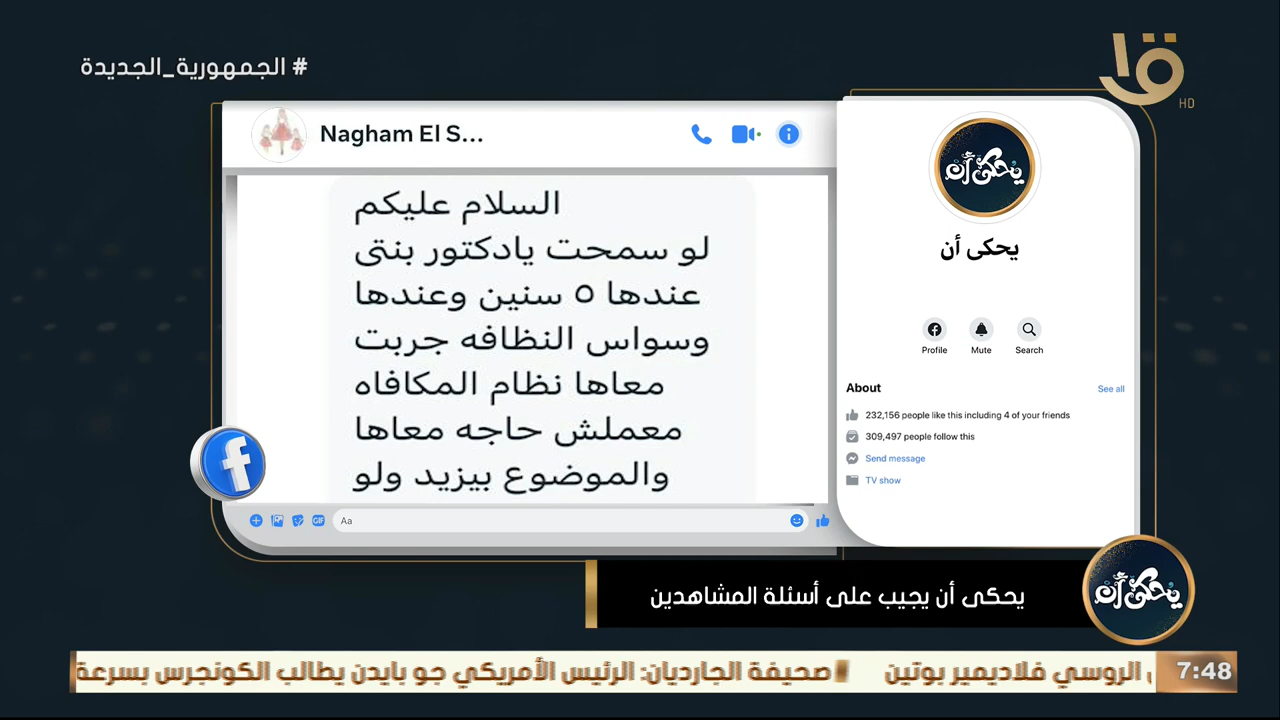 # الجمهورية_الجديدة
HD
Nagham El S...
السلام عليكم
لو سمحت يادكتور بنتى
عندها ٥ سنين وعندها
وسواس النظافه جربت
معاها نظام المكافاه
معملش حاجه معاها
والموضوع بيزيد ولو
GIF
Aa
يحكى أن
يحكى أن
Profile
Mute
Search
About
See all
232,156 people like this including 4 of your friends
309,497 people follow this
Send message
TV show
يحكى أن يجيب على أسئلة المشاهدين
يحكى أن
الروسي فلاديمير بوتين
صحيفة الجارديان: الرئيس الأمريكي جو بايدن يطالب الكونجرس بسرعة
7:48